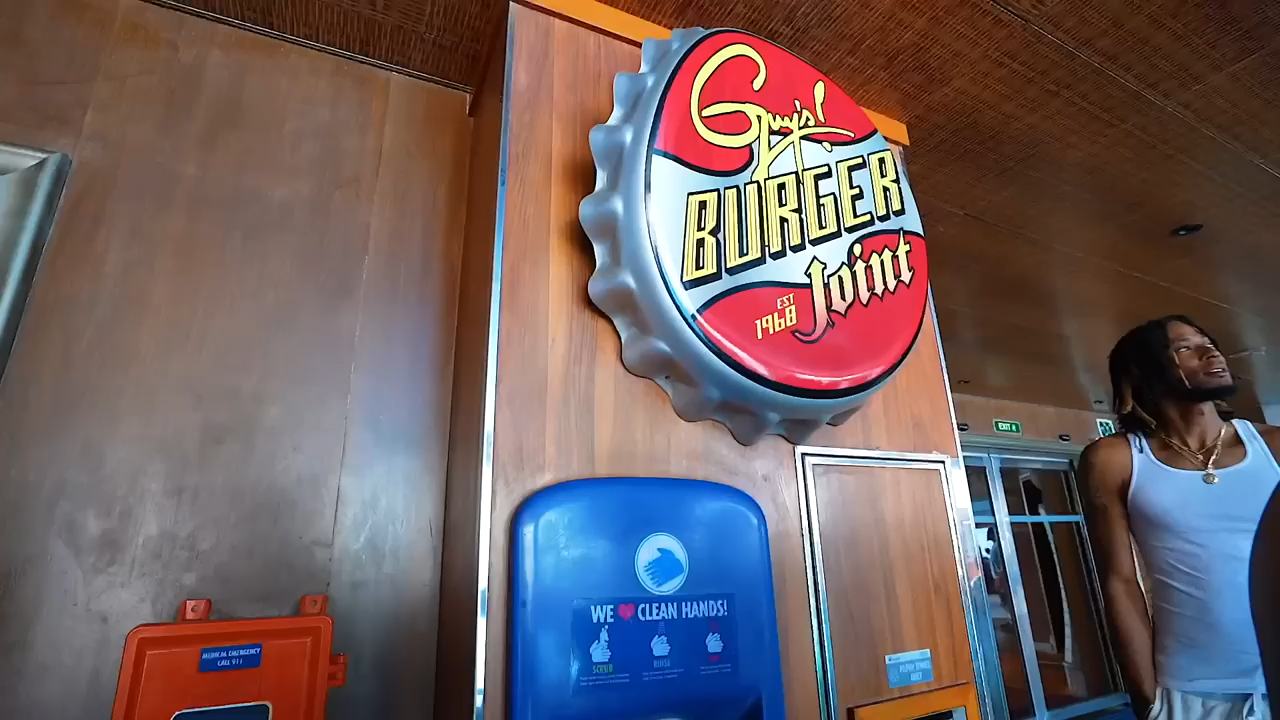 Guy's!
BURGER
Joint
EST
1968
EXIT
WE CLEAN HANDS!
SCRUB
RINSE
MEDICAL EMERGENCY
CALL 911